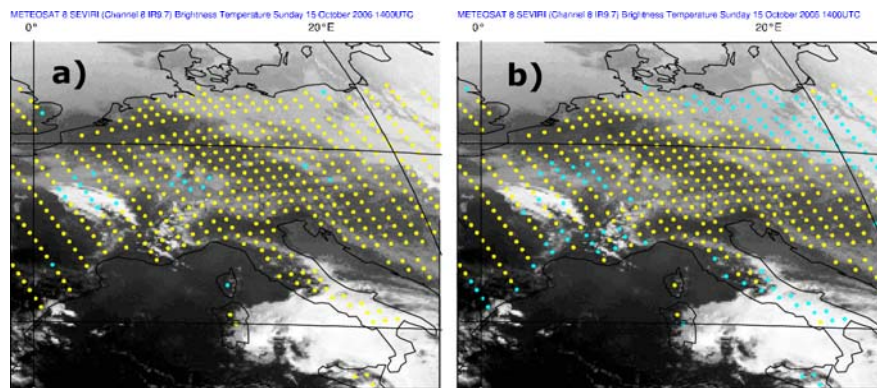 METEOSAT 8 SEVIRI (Channel 8 IR9.7) Brightness Temperature Sunday 15 October 2006 1400UTC
0° 20°E
a)
METEOSAT 8 SEVIRI (Channel 8 IR9.7) Brightness Temperature Sunday 15 October 2006 1400UTC
0° 20°E
b)